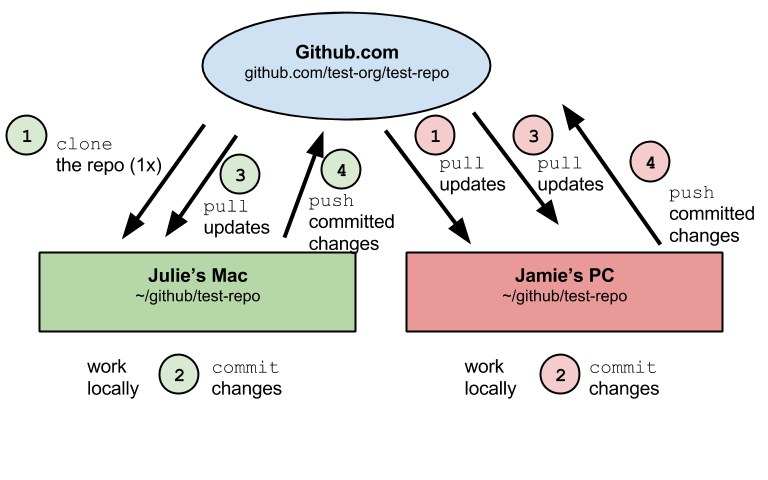 Github.com
github.com/test-org/test-repo
1
clone
the repo (1x)
3
pull
updates
4
push
committed
changes
1
pull
updates
3
pull
updates
4
push
committed
changes
Julie's Mac
~/github/test-repo
Jamie's PC
~/github/test-repo
work
locally
2
commit
changes
work
locally
2
commit
changes